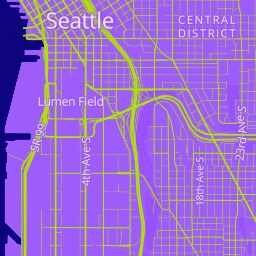 Seattle
CENTRAL
DISTRICT
Lumen Field
SR 99
4th Ave S
18th Ave S
23rd Ave S